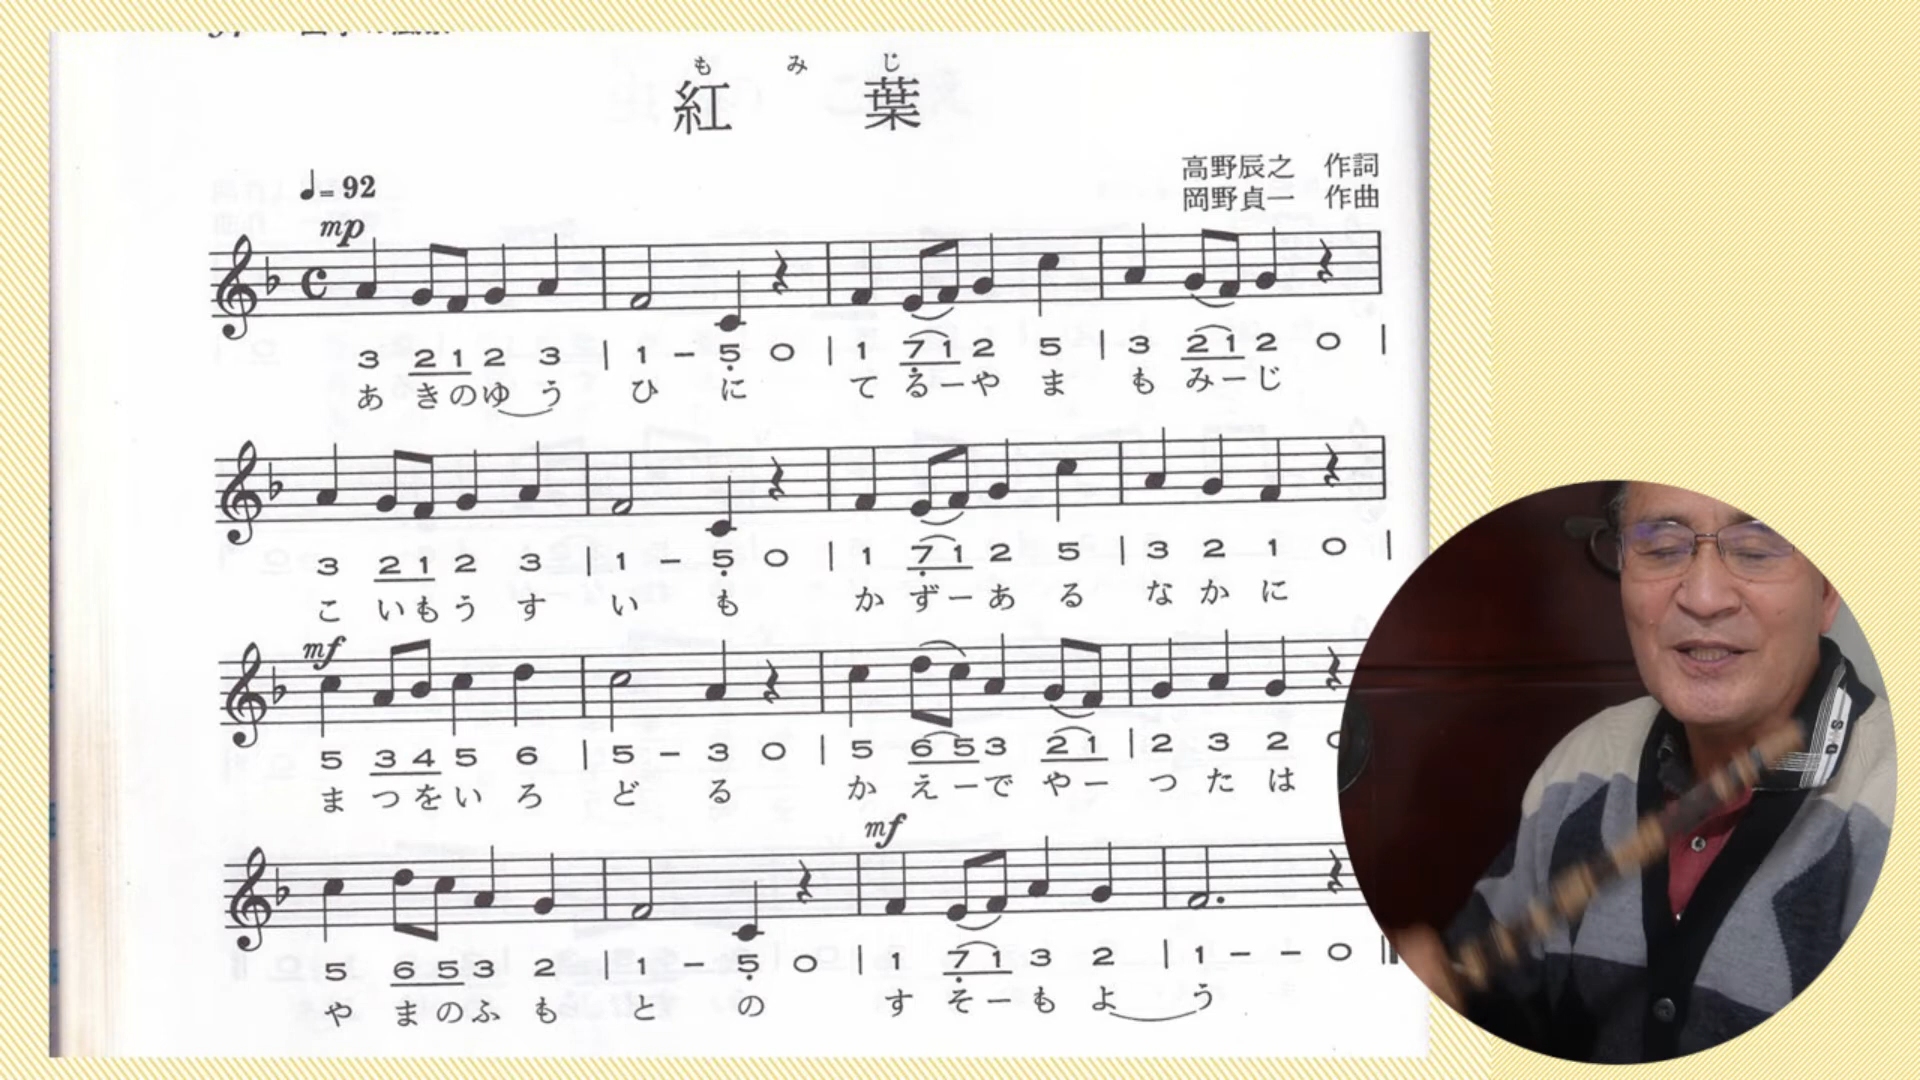 も み じ
紅 葉
高野辰之 作詞
岡野貞一 作曲
♩= 92
mp
3 2 1 2 3 | 1 - 5 0 | 1 7 1 2 5 | 3 2 1 2 0 |
あ きのゆ う ひ に て るーや ま も みーじ
3 2 1 2 3 | 1 - 5 0 | 1 7 1 2 5 | 3 2 1 0 |
こ いもう す い も か ずーあ る な か に
mf
5 3 4 5 6 | 5 - 3 0 | 5 6 5 3 2 1 | 2 3 2
ま つをい ろ ど る か えーで やー つ た は
mf
5 6 5 3 2 | 1 - 5 0 | 1 7 1 3 2 | 1 - - 0 ‖
や まのふ も と の す そーも よ う